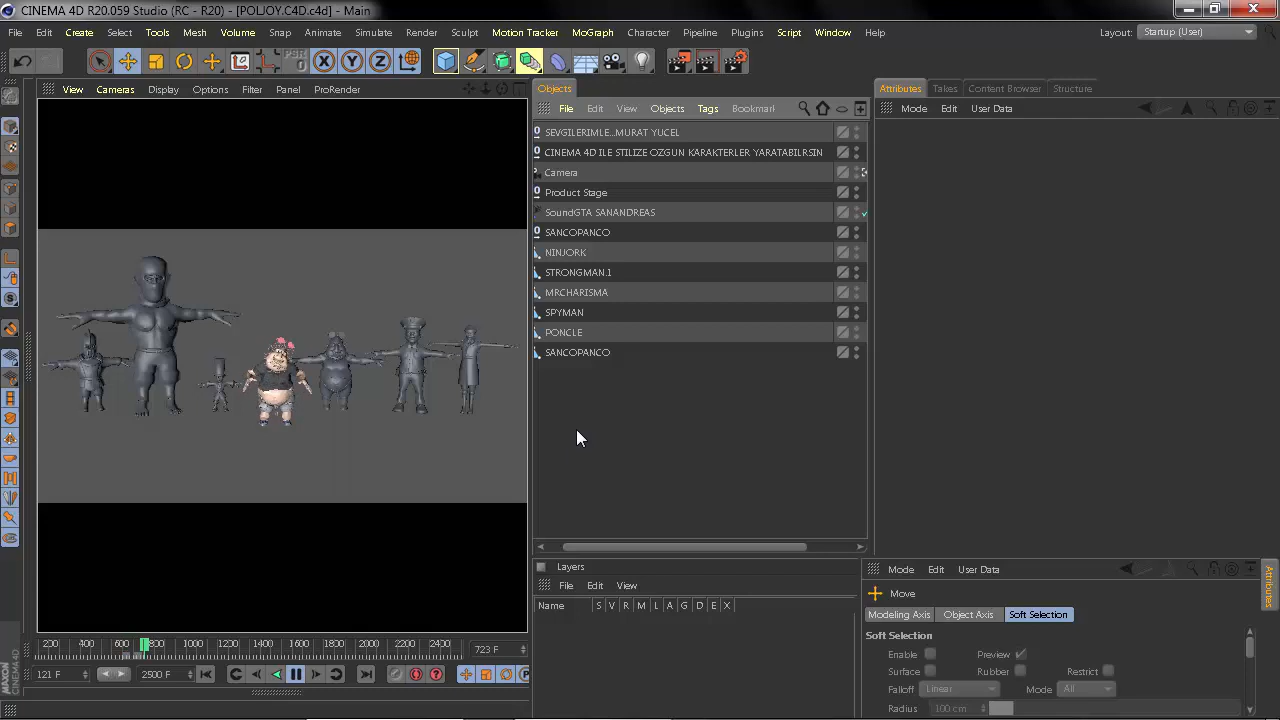 CINEMA 4D R20.059 Studio (RC - R20) - [POLJOY.C4D.c4d] - Main
File Edit Create Select Tools Mesh Volume Snap Animate Simulate Render Sculpt Motion Tracker MoGraph Character Pipeline Plugins Script Window Help Layout: Startup (User)
PSR
X Y Z
View Cameras Display Options Filter Panel ProRender
Objects
File Edit View Objects Tags Bookmark
SEVGILERIMLE...MURAT YUCEL
CINEMA 4D ILE STILIZE OZGUN KARAKTERLER YARATABILRSIN
Camera
Product Stage
SoundGTA SANANDREAS
SANCOPANCO
NINJORK
STRONGMAN.1
MRCHARISMA
SPYMAN
PONCLE
SANCOPANCO
Attributes Takes Content Browser Structure
Mode Edit User Data
Layers
File Edit View
Name S V R M L A G D E X
Mode Edit User Data
Move
Modeling Axis Object Axis Soft Selection
Soft Selection
Enable Preview
Surface Rubber Restrict
Falloff Linear Mode All
Radius 100 cm
Attributes
200 400 600 800 1000 1200 1400 1600 1800 2000 2200 2400 723 F
121 F 2500 F
MAXON
CINEMA 4D